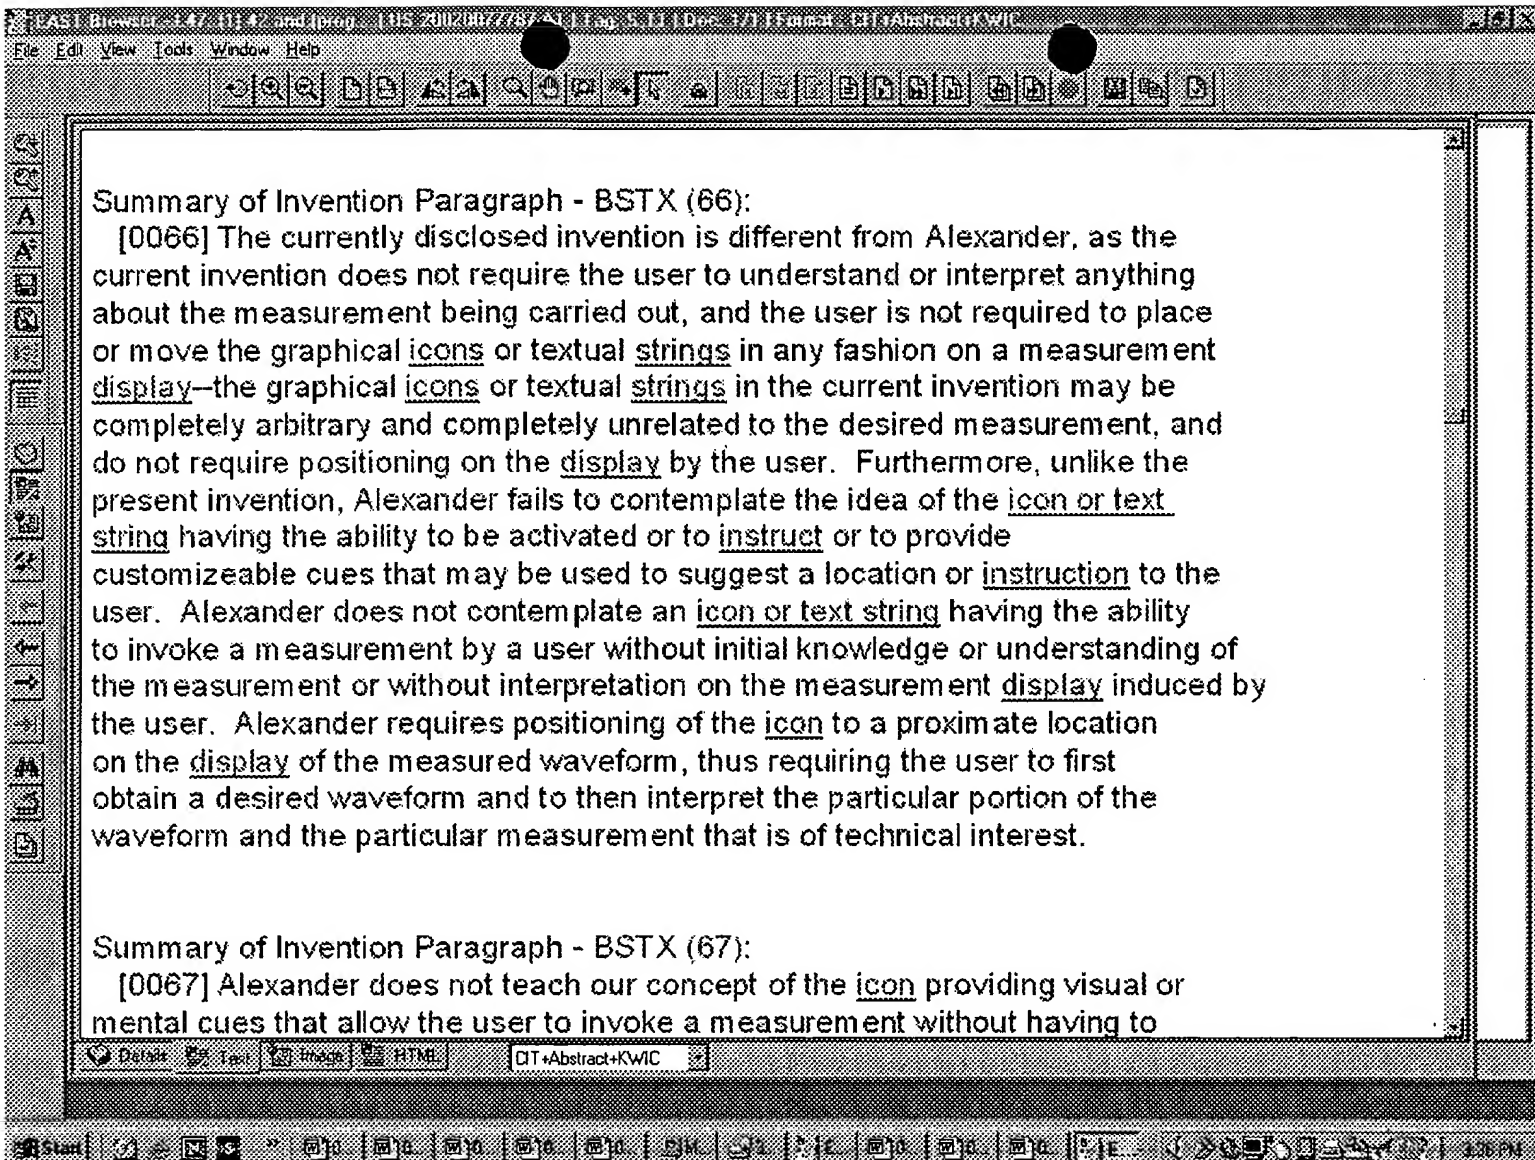 EAST Browser
File Edit View Tools Window Help
Summary of Invention Paragraph - BSTX (66):
[0066] The currently disclosed invention is different from Alexander, as the
current invention does not require the user to understand or interpret anything
about the measurement being carried out, and the user is not required to place
or move the graphical icons or textual strings in any fashion on a measurement
display--the graphical icons or textual strings in the current invention may be
completely arbitrary and completely unrelated to the desired measurement, and
do not require positioning on the display by the user. Furthermore, unlike the
present invention, Alexander fails to contemplate the idea of the icon or text
string having the ability to be activated or to instruct or to provide
customizeable cues that may be used to suggest a location or instruction to the
user. Alexander does not contemplate an icon or text string having the ability
to invoke a measurement by a user without initial knowledge or understanding of
the measurement or without interpretation on the measurement display induced by
the user. Alexander requires positioning of the icon to a proximate location
on the display of the measured waveform, thus requiring the user to first
obtain a desired waveform and to then interpret the particular portion of the
waveform and the particular measurement that is of technical interest.
Summary of Invention Paragraph - BSTX (67):
[0067] Alexander does not teach our concept of the icon providing visual or
mental cues that allow the user to invoke a measurement without having to
Details Text Image HTML CIT+Abstract+KWIC
Start